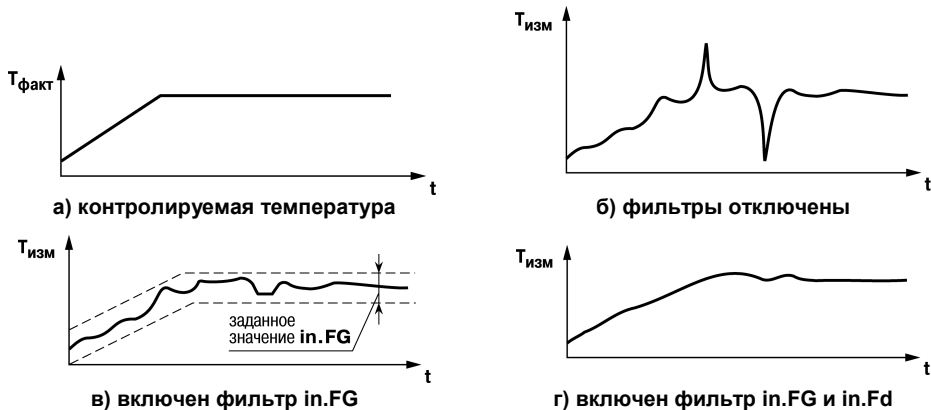 Tфакт
t
а) контролируемая температура
Tизм
t
б) фильтры отключены
Tизм
заданное
значение in.FG
t
в) включен фильтр in.FG
Tизм
t
г) включен фильтр in.FG и in.Fd